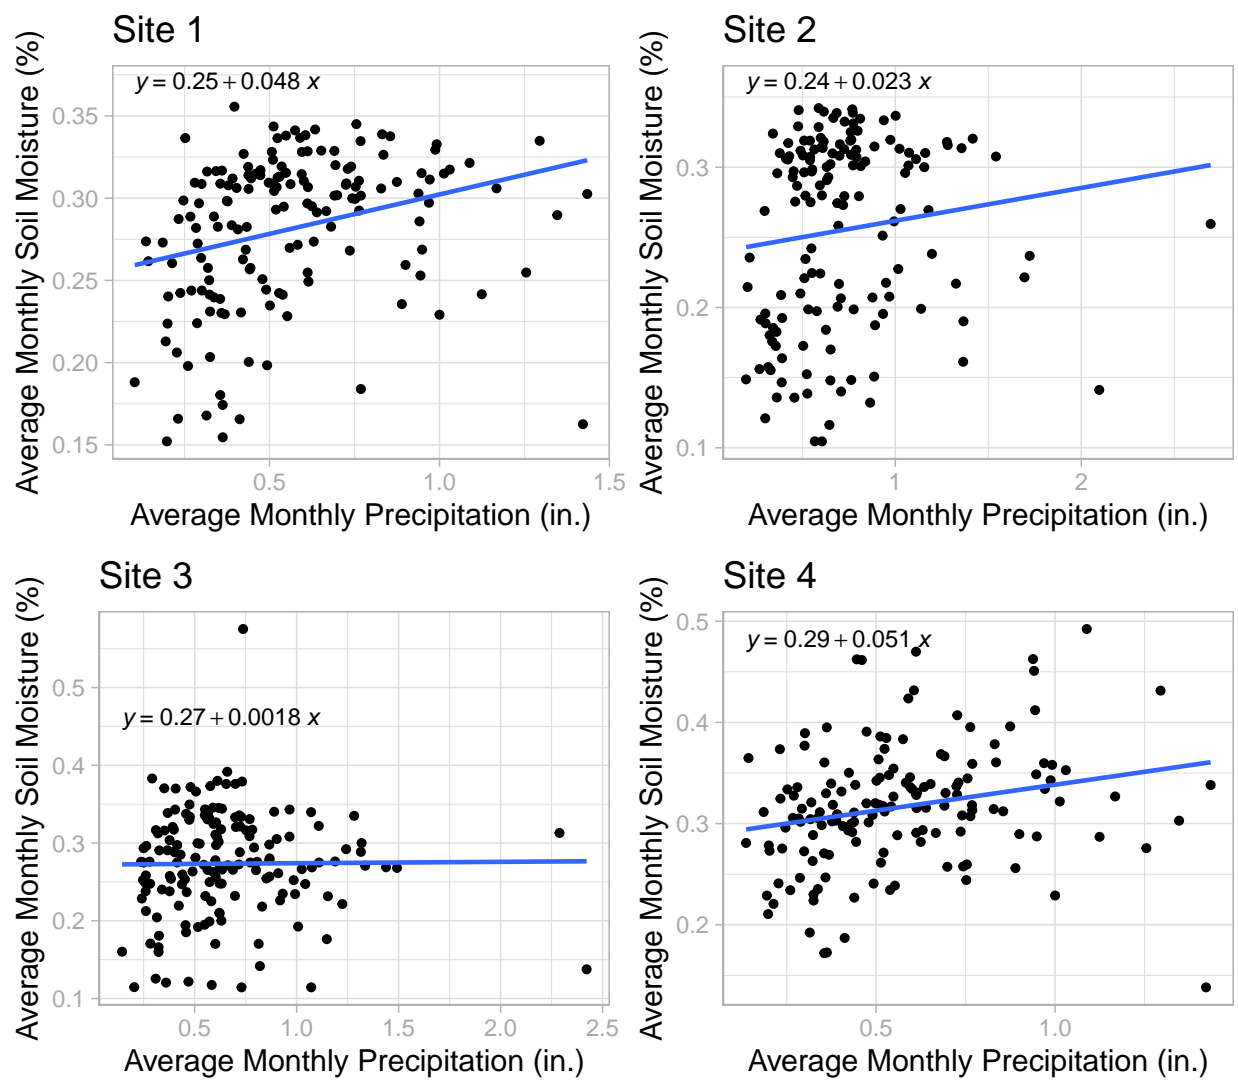 Site 1
Average Monthly Soil Moisture (%)
y = 0.25 + 0.048 x
0.35
0.30
0.25
0.20
0.15
0.5
1.0
1.5
Average Monthly Precipitation (in.)
Site 2
Average Monthly Soil Moisture (%)
y = 0.24 + 0.023 x
0.3
0.2
0.1
1
2
Average Monthly Precipitation (in.)
Site 3
Average Monthly Soil Moisture (%)
y = 0.27 + 0.0018 x
0.5
0.4
0.3
0.2
0.1
0.5
1.0
1.5
2.0
2.5
Average Monthly Precipitation (in.)
Site 4
Average Monthly Soil Moisture (%)
y = 0.29 + 0.051 x
0.5
0.4
0.3
0.2
0.5
1.0
Average Monthly Precipitation (in.)